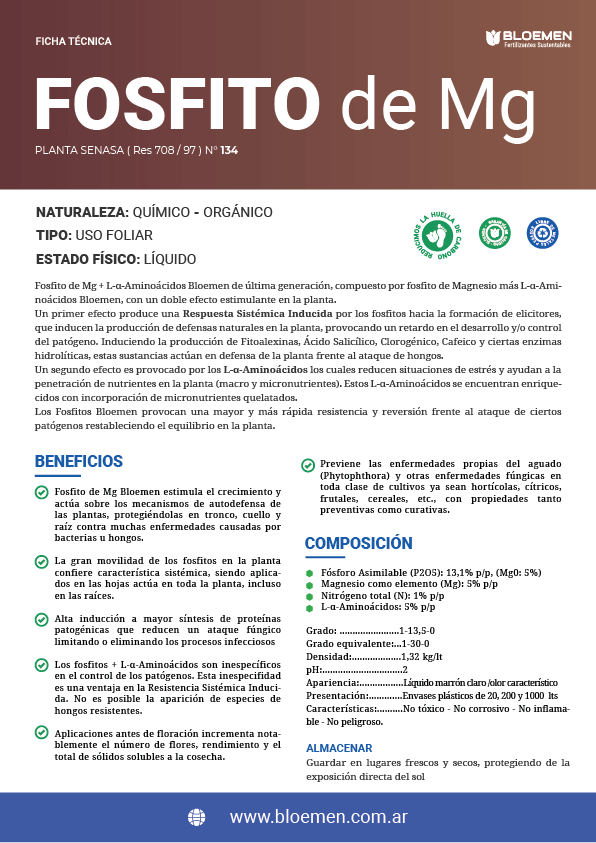 FICHA TÉCNICA
BLOEMEN
Fertilizantes Sustentables
FOSFITO de Mg
PLANTA SENASA ( Res 708 / 97 ) N° 134
NATURALEZA: QUÍMICO - ORGÁNICO
TIPO: USO FOLIAR
ESTADO FÍSICO: LÍQUIDO
REDUCIMOS LA HUELLA DE CARBONO
Fosfito de Mg + L-α-Aminoácidos Bloemen de última generación, compuesto por fosfito de Magnesio más L-α-Ami-
noácidos Bloemen, con un doble efecto estimulante en la planta.
Un primer efecto produce una Respuesta Sistémica Inducida por los fosfitos hacia la formación de elicitores,
que inducen la producción de defensas naturales en la planta, provocando un retardo en el desarrollo y/o control
del patógeno. Induciendo la producción de Fitoalexinas, Ácido Salicílico, Clorogénico, Cafeico y ciertas enzimas
hidrolíticas, estas sustancias actúan en defensa de la planta frente al ataque de hongos.
Un segundo efecto es provocado por los L-α-Aminoácidos los cuales reducen situaciones de estrés y ayudan a la
penetración de nutrientes en la planta (macro y micronutrientes). Estos L-α-Aminoácidos se encuentran enrique-
cidos con incorporación de micronutrientes quelatados.
Los Fosfitos Bloemen provocan una mayor y más rápida resistencia y reversión frente al ataque de ciertos
patógenos restableciendo el equilibrio en la planta.
BENEFICIOS
Fosfito de Mg Bloemen estimula el crecimiento y
actúa sobre los mecanismos de autodefensa de
las plantas, protegiéndolas en tronco, cuello y
raíz contra muchas enfermedades causadas por
bacterias u hongos.
La gran movilidad de los fosfitos en la planta
confiere característica sistémica, siendo aplica-
dos en las hojas actúa en toda la planta, incluso
en las raíces.
Alta inducción a mayor síntesis de proteínas
patogénicas que reducen un ataque fúngico
limitando o eliminando los procesos infecciosos
Los fosfitos + L-α-Aminoácidos son inespecíficos
en el control de los patógenos. Esta inespecifidad
es una ventaja en la Resistencia Sistémica Induci-
da. No es posible la aparición de especies de
hongos resistentes.
Aplicaciones antes de floración incrementa nota-
blemente el número de flores, rendimiento y el
total de sólidos solubles a la cosecha.
Previene las enfermedades propias del aguado
(Phytophthora) y otras enfermedades fúngicas en
toda clase de cultivos ya sean hortícolas, cítricos,
frutales, cereales, etc., con propiedades tanto
preventivas como curativas.
COMPOSICIÓN
Fósforo Asimilable (P2O5): 13,1% p/p, (Mg0: 5%)
Magnesio como elemento (Mg): 5% p/p
Nitrógeno total (N): 1% p/p
L-α-Aminoácidos: 5% p/p
Grado: .......................1-13,5-0
Grado equivalente:...1-30-0
Densidad:...................1,32 kg/lt
pH:...............................2
Apariencia:.................Líquido marrón claro /olor característico
Presentación:.............Envases plásticos de 20, 200 y 1000 lts
Características:..........No tóxico - No corrosivo - No inflama-
ble - No peligroso.
ALMACENAR
Guardar en lugares frescos y secos, protegiendo de la
exposición directa del sol
www.bloemen.com.ar